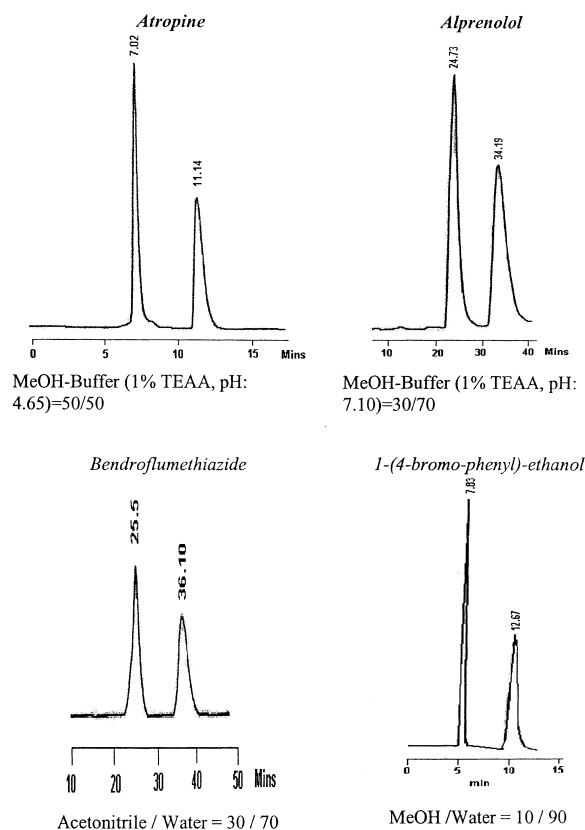 Atropine
7.02
11.14
0 5 10 15 Mins
MeOH-Buffer (1% TEAA, pH:
4.65)=50/50
Alprenolol
24.73
34.19
10 20 30 40 Mins
MeOH-Buffer (1% TEAA, pH:
7.10)=30/70
Bendroflumethiazide
25.5
36.10
10 20 30 40 50 Mins
Acetonitrile / Water = 30 / 70
1-(4-bromo-phenyl)-ethanol
7.83
12.67
0 5 10 15
min
MeOH /Water = 10 / 90